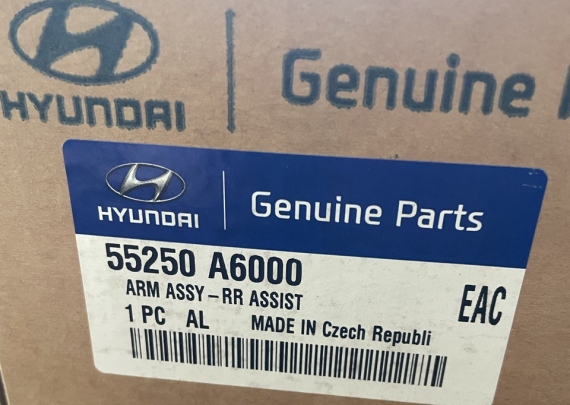 HYUNDAI
Genuine
HYUNDAI
Genuine Parts
55250 A6000
ARM ASSY-RR ASSIST
EAC
1 PC AL MADE IN Czech Republi